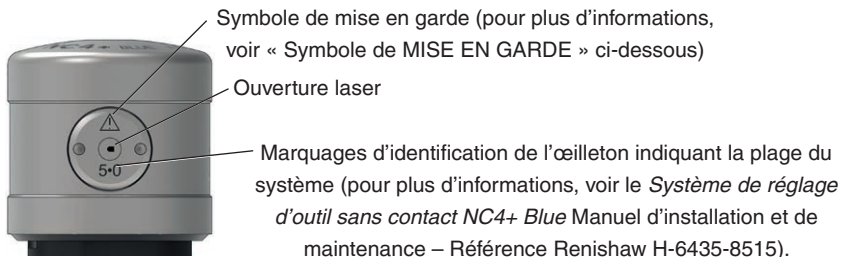 NC4+ BLUE
Symbole de mise en garde (pour plus d'informations,
voir « Symbole de MISE EN GARDE » ci-dessous)
Ouverture laser
5•0
Marquages d'identification de l'œilleton indiquant la plage du
système (pour plus d'informations, voir le Système de réglage
d'outil sans contact NC4+ Blue Manuel d'installation et de
maintenance – Référence Renishaw H-6435-8515).